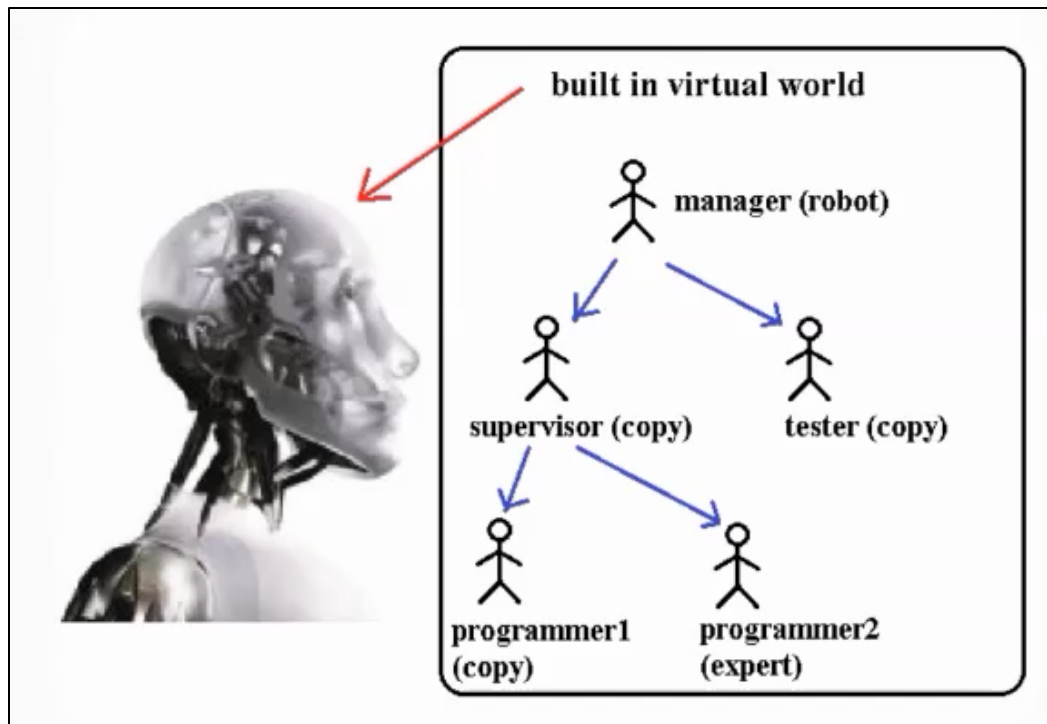 built in virtual world
manager (robot)
supervisor (copy)
tester (copy)
programmer1
(copy)
programmer2
(expert)